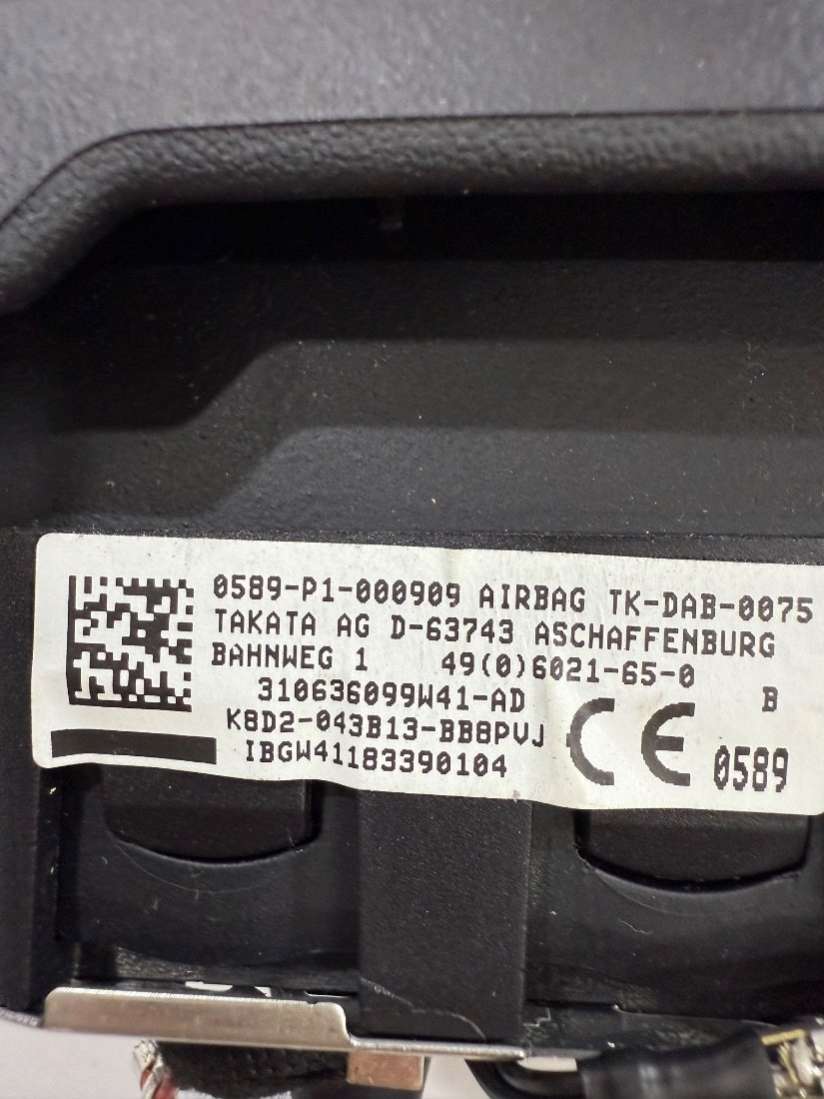 0589-P1-000909 AIRBAG TK-DAB-0075
TAKATA AG D-63743 ASCHAFFENBURG
BAHNWEG 1 49(0)6021-65-0
310636099W41-AD B
K8D2-043B13-BB8PVJ
IBGW41183390104 CE 0589